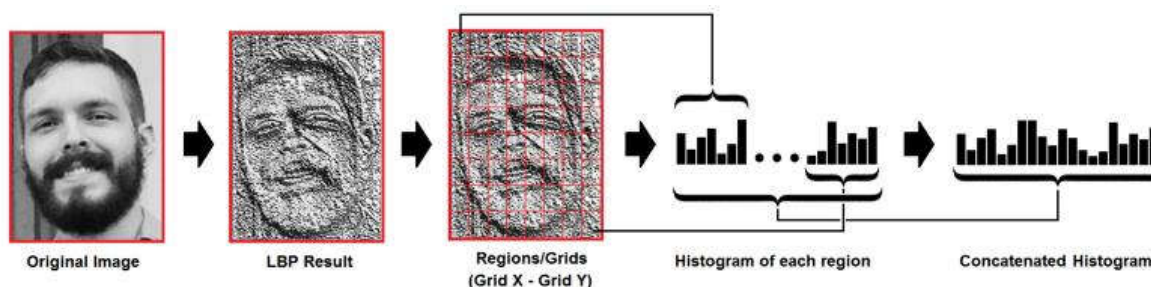 Original Image
LBP Result
Regions/Grids
(Grid X - Grid Y)
Histogram of each region
Concatenated Histogram